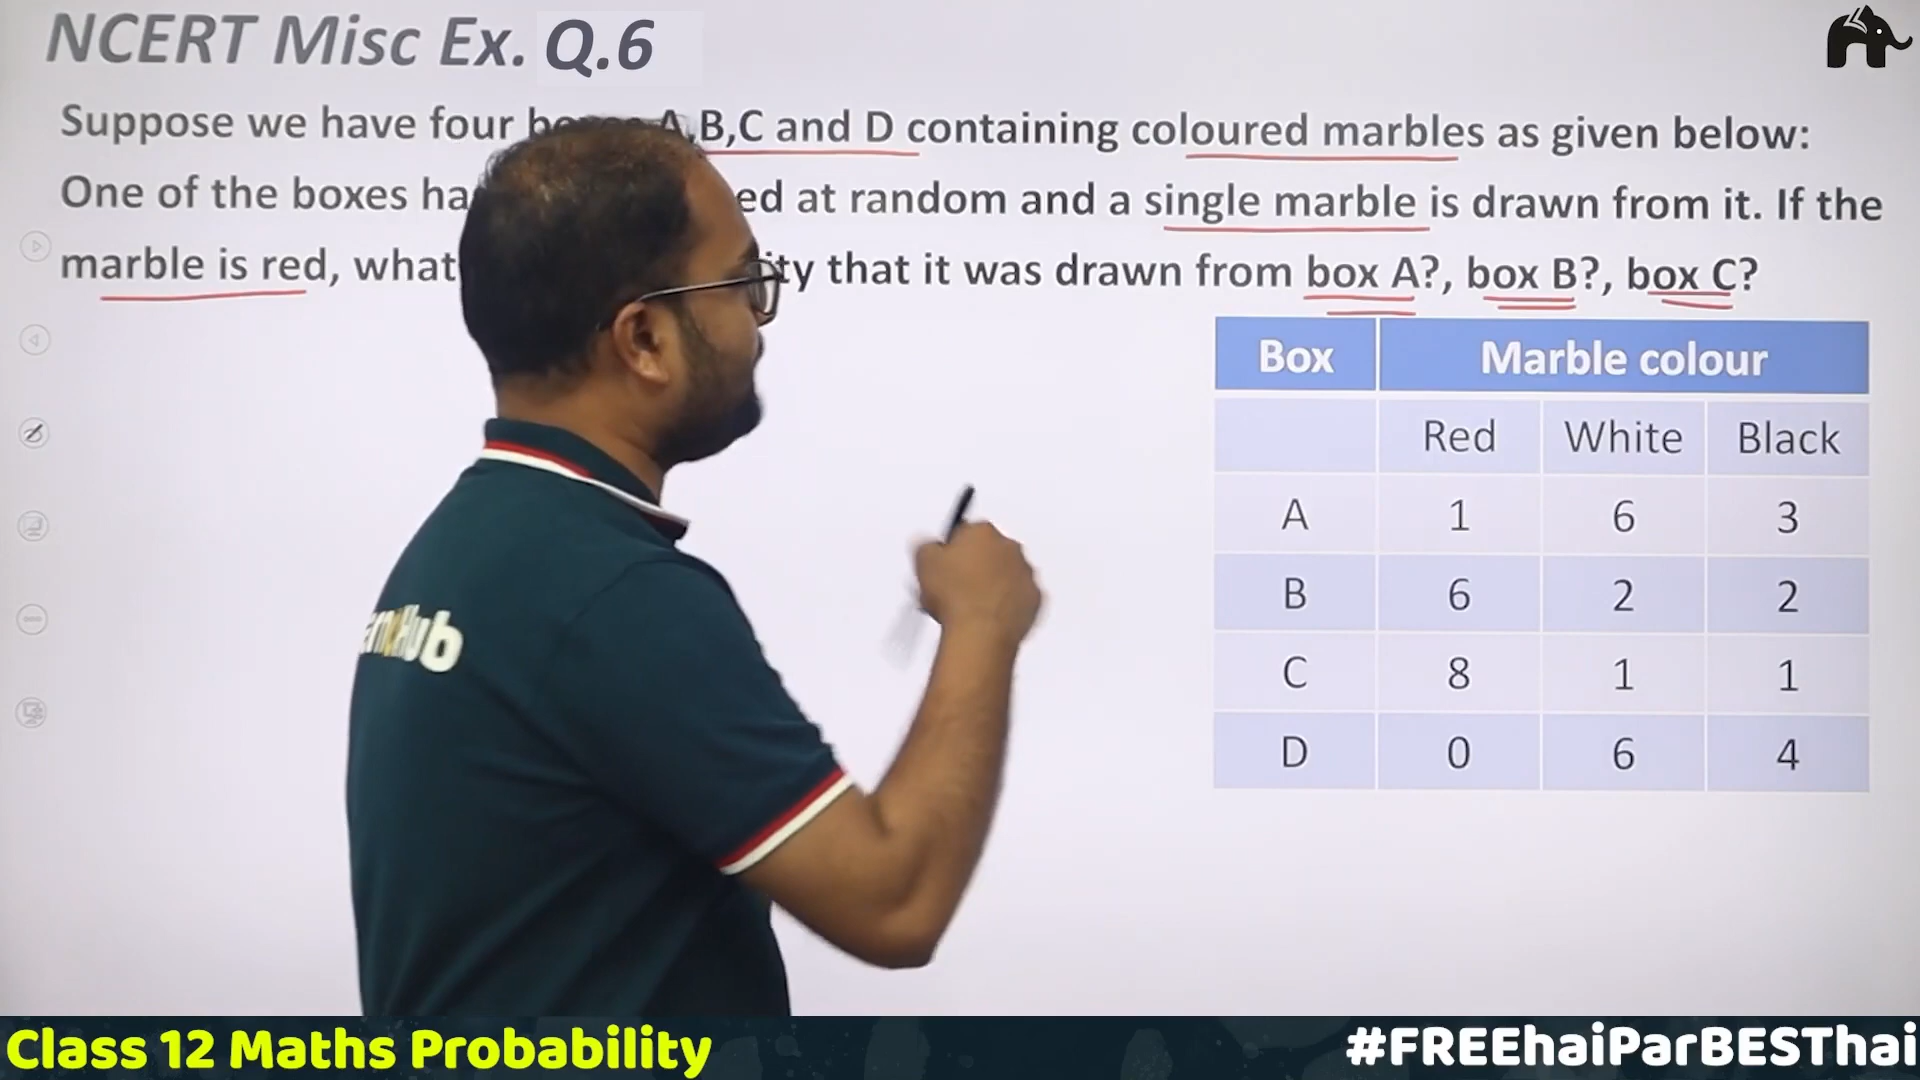 NCERT Misc Ex. Q.6
Suppose we have four A,B,C and D containing coloured marbles as given below:
One of the boxes at random and a single marble is drawn from it. If the
marble is red, what that it was drawn from box A?, box B?, box C?
Box Marble colour
Red White Black
A 1 6 3
B 6 2 2
C 8 1 1
D 0 6 4
Hub
Class 12 Maths Probability
#FREEhaiParBESThai